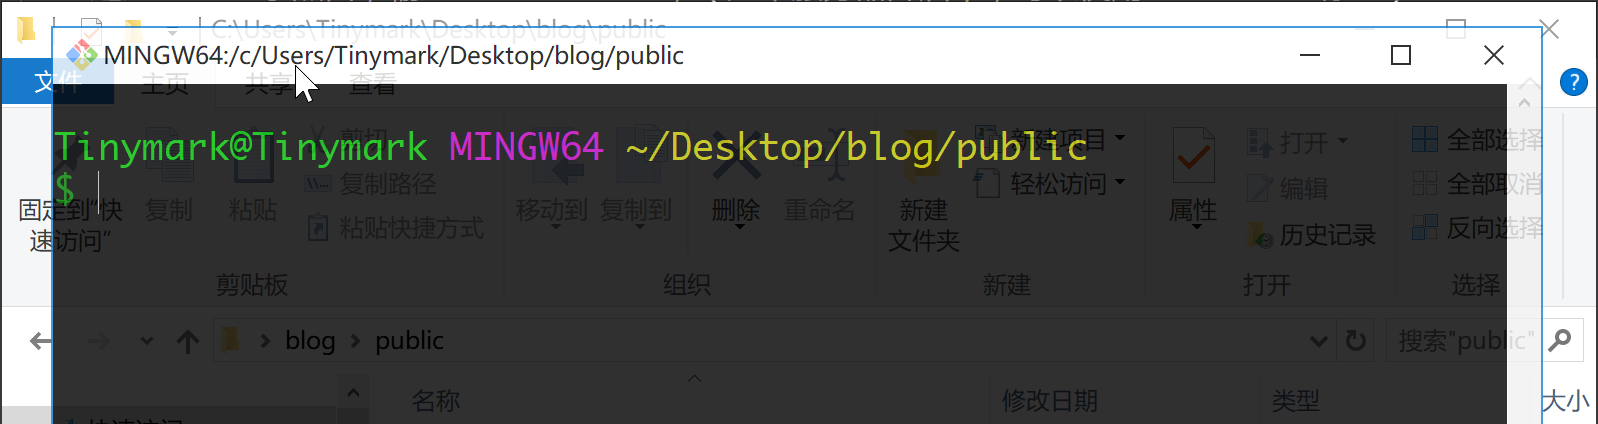 C:\Users\Tinymark\Desktop\blog\public
MINGW64:/c/Users/Tinymark/Desktop/blog/public
文件 主页 共享 查看
Tinymark@Tinymark MINGW64 ~/Desktop/blog/public
$
剪切
复制路径
粘贴快捷方式
固定到"快
速访问"
复制
粘贴
移动到
复制到
删除
重命名
新建项目
轻松访问
新建
文件夹
属性
打开
编辑
历史记录
全部选择
全部取消
反向选择
剪贴板 组织 新建 打开 选择
blog public
搜索"public"
名称 修改日期 类型 大小
快速访问